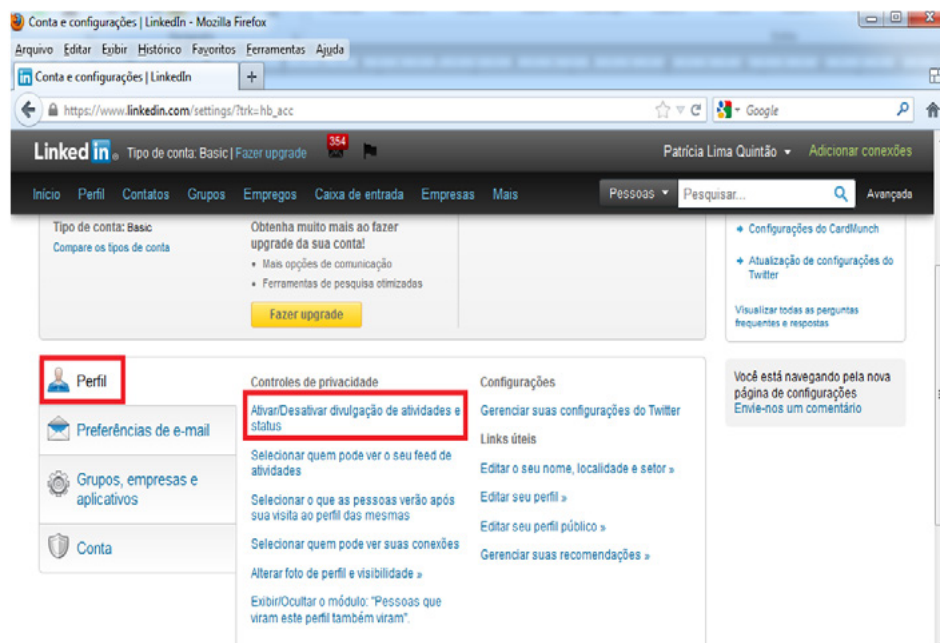 Conta e configurações | LinkedIn - Mozilla Firefox
Arquivo Editar Exibir Histórico Favoritos Ferramentas Ajuda
Conta e configurações | LinkedIn
https://www.linkedin.com/settings/?trk=hb_acc
Google
Linked in Tipo de conta: Basic | Fazer upgrade 354
Patrícia Lima Quintão Adicionar conexões
Início Perfil Contatos Grupos Empregos Caixa de entrada Empresas Mais
Pessoas Pesquisar... Avançada
Tipo de conta: Basic
Compare os tipos de conta
Obtenha muito mais ao fazer
upgrade da sua conta!
• Mais opções de comunicação
• Ferramentas de pesquisa otimizadas
Fazer upgrade
Configurações do CardMunch
Atualização de configurações do
Twitter
Visualizar todas as perguntas
frequentes e respostas
Perfil
Preferências de e-mail
Grupos, empresas e
aplicativos
Conta
Controles de privacidade
Ativar/Desativar divulgação de atividades e
status
Selecionar quem pode ver o seu feed de
atividades
Selecionar o que as pessoas verão após
sua visita ao perfil das mesmas
Selecionar quem pode ver suas conexões
Alterar foto de perfil e visibilidade »
Exibir/Ocultar o módulo: "Pessoas que
viram este perfil também viram".
Configurações
Gerenciar suas configurações do Twitter
Links úteis
Editar o seu nome, localidade e setor »
Editar seu perfil »
Editar seu perfil público »
Gerenciar suas recomendações »
Você está navegando pela nova
página de configurações
Envie-nos um comentário